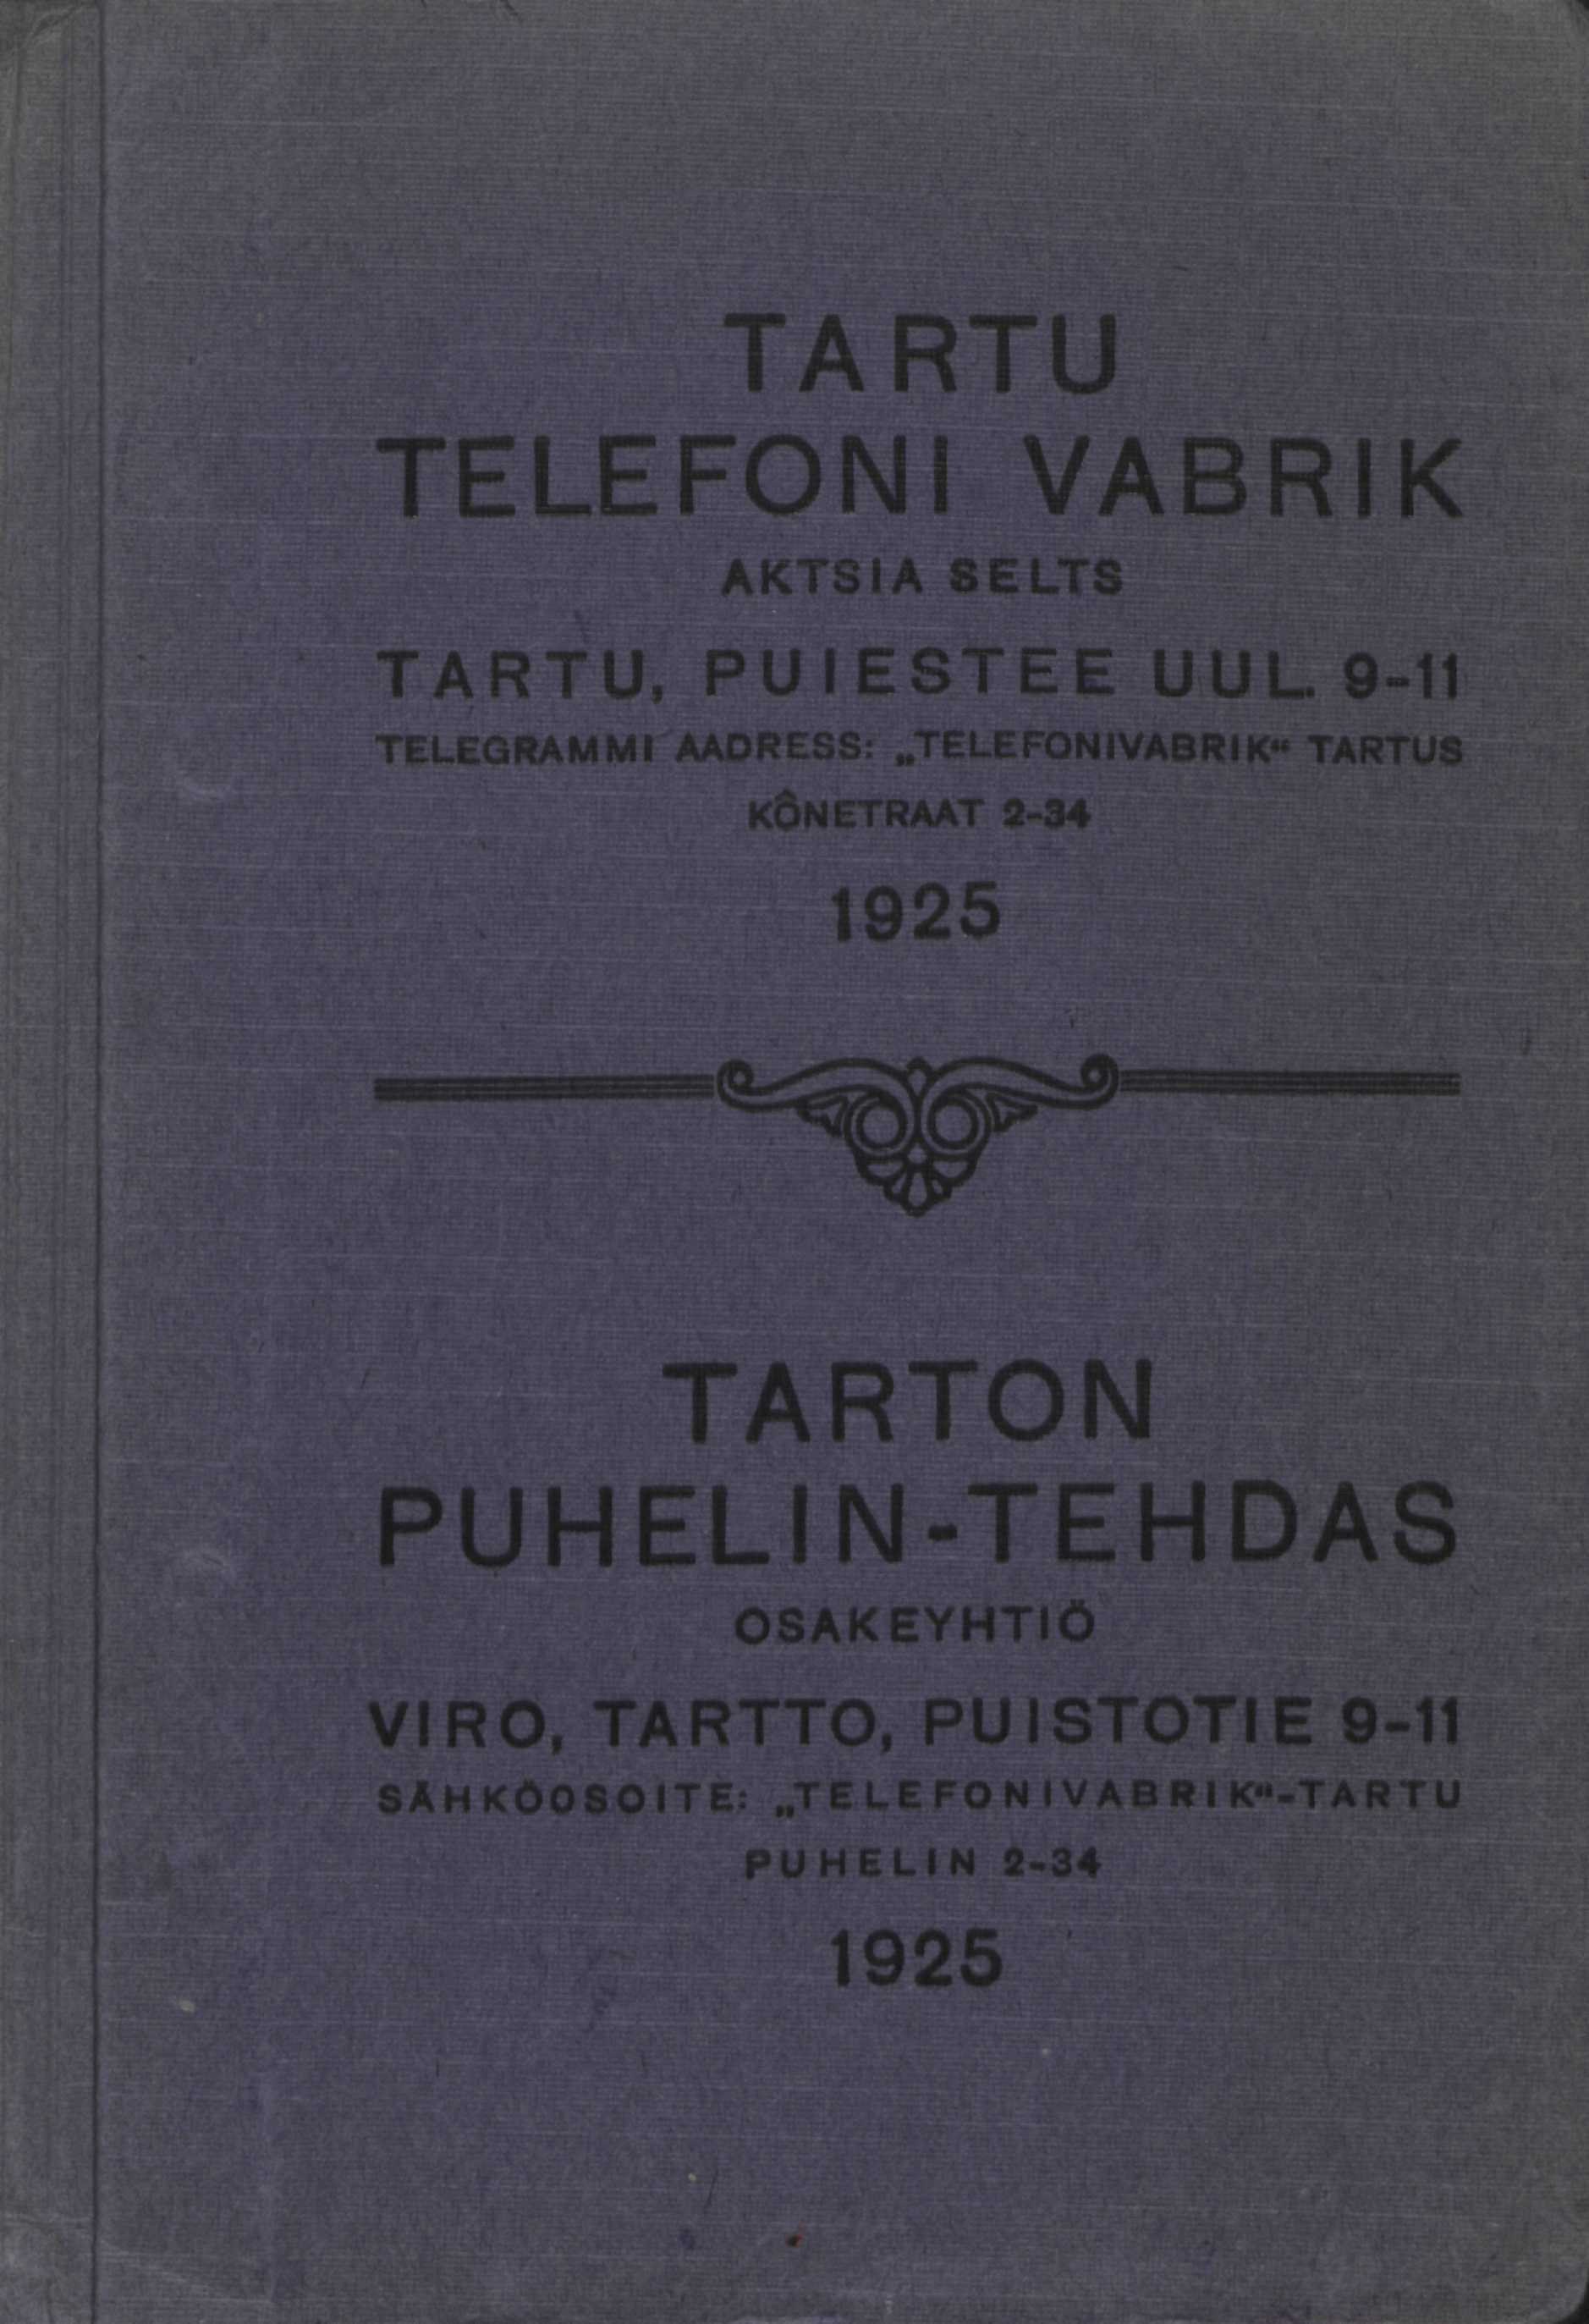 TARTU
TELEFONI VABRIK
AKTSIA SELTS
TARTU, PUIESTEE UUL. 9-11
TELEGRAMMI AADRESS: „TELEFONIVABRIK“ TARTUS
KÔNETRAAT 2-34
1925
TARTON
PUHELIN-TEHDAS
OSAKEYHTIÖ
VIRO, TARTTO, PUISTOTIE 9-11
SÄHKÖOSOITE: „TELEFONIVABRIK“-TARTU
PUHELIN 2-34
1925